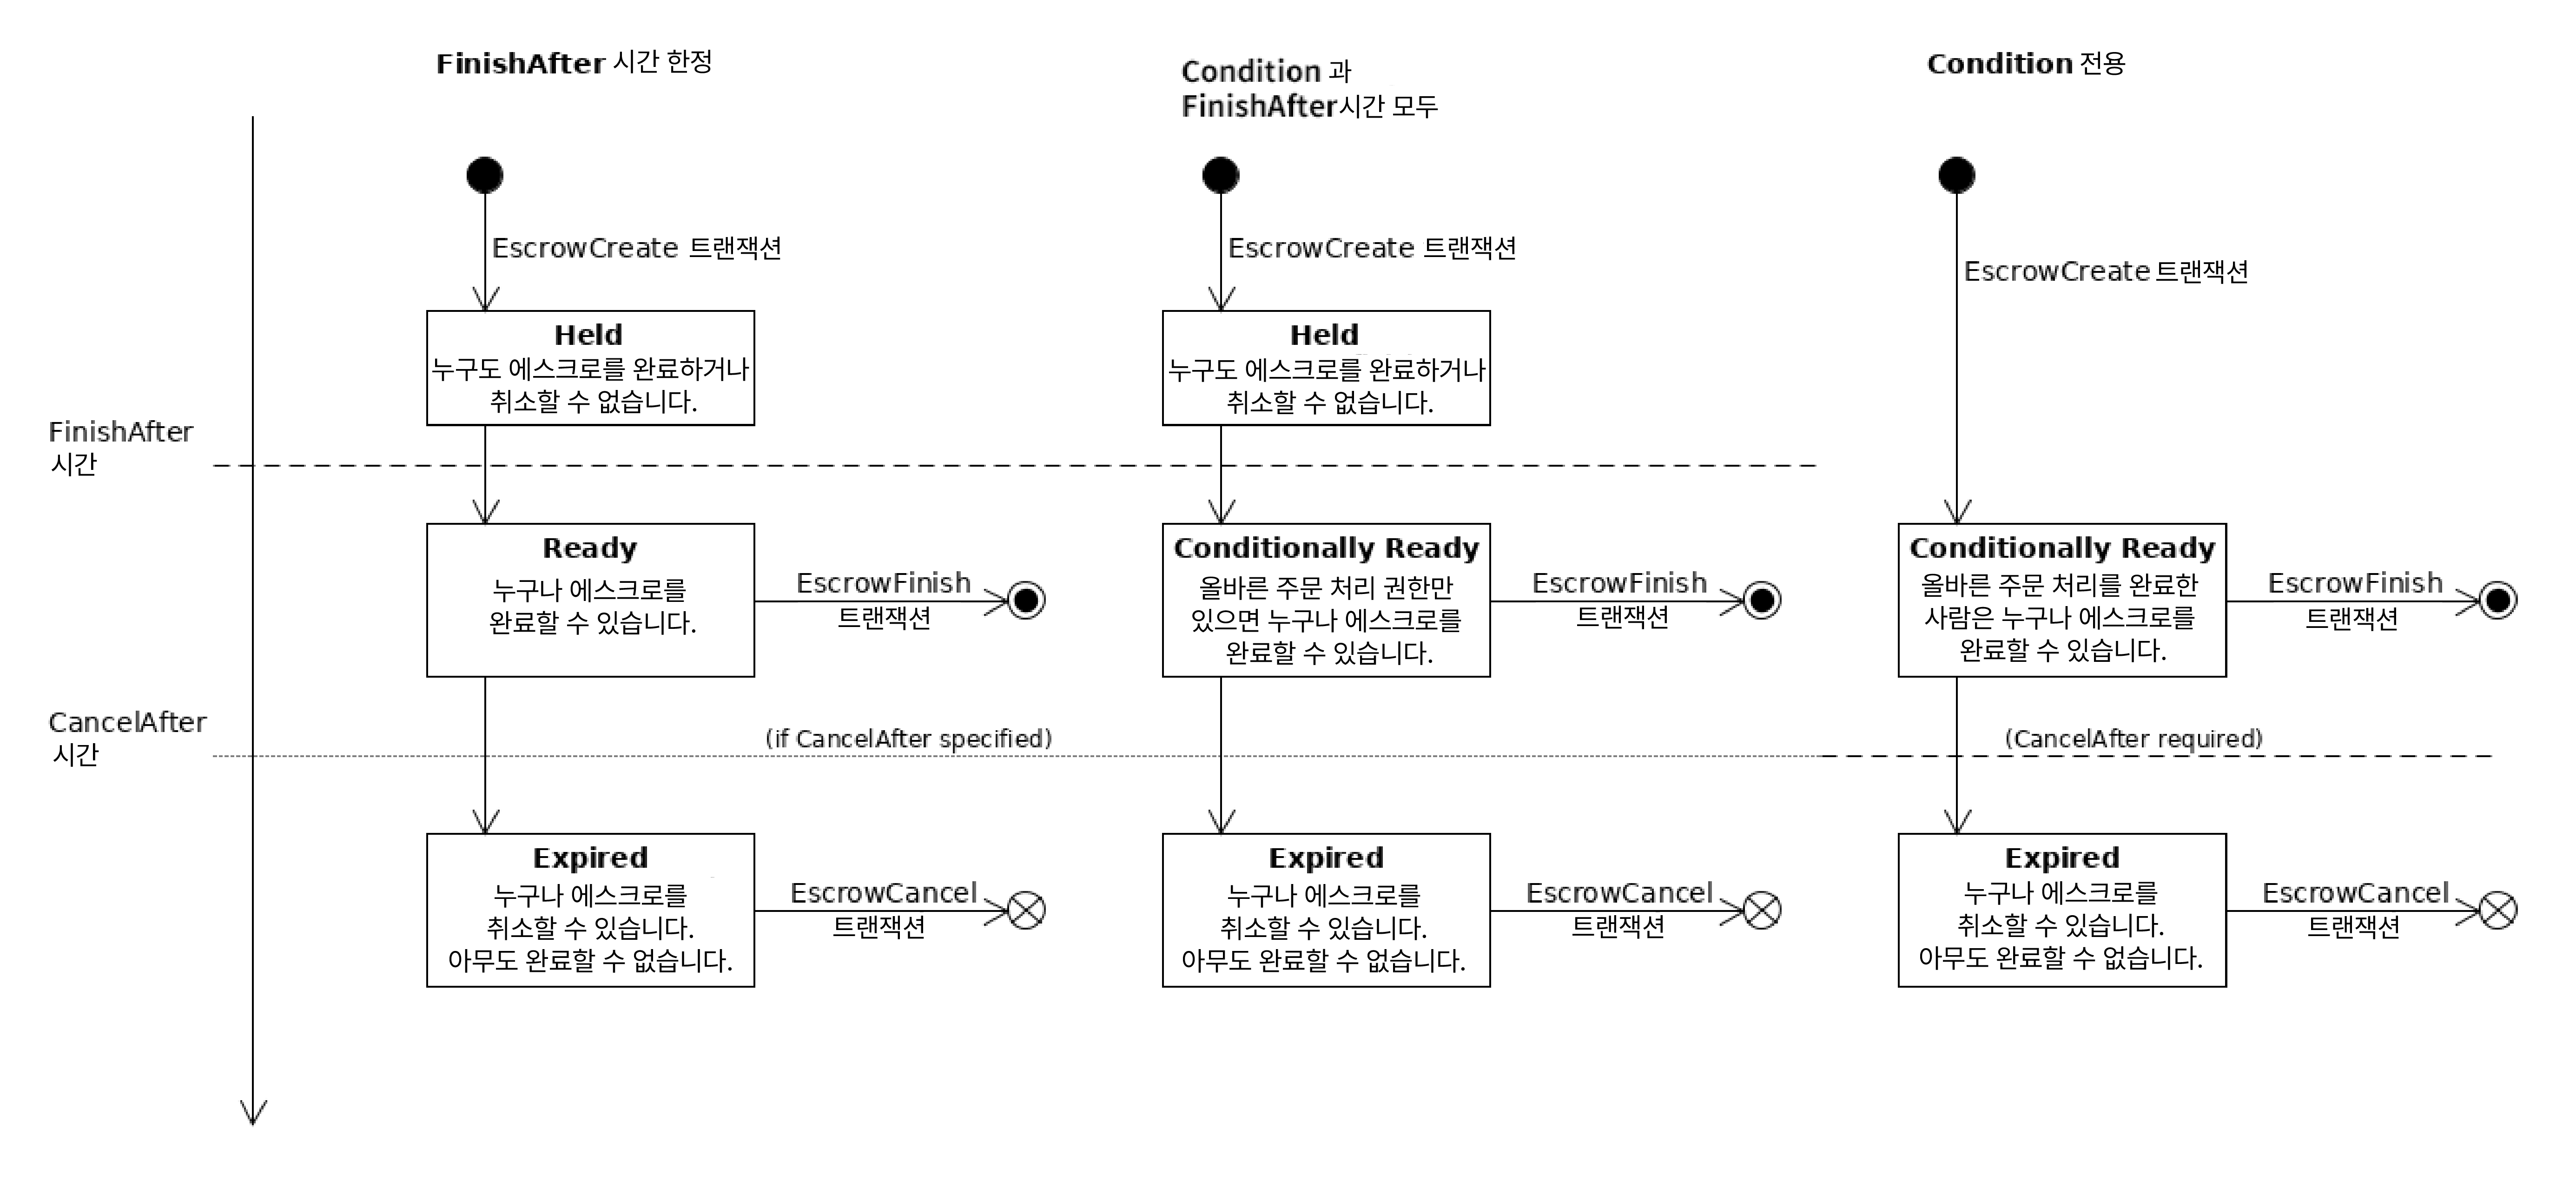 FinishAfter 시간 한정
Condition 과
FinishAfter시간 모두
Condition 전용
EscrowCreate 트랜잭션
EscrowCreate 트랜잭션
EscrowCreate 트랜잭션
Held
누구도 에스크로를 완료하거나
취소할 수 없습니다.
Held
누구도 에스크로를 완료하거나
취소할 수 없습니다.
FinishAfter
시간
Ready
누구나 에스크로를
완료할 수 있습니다.
EscrowFinish
트랜잭션
Conditionally Ready
올바른 주문 처리 권한만
있으면 누구나 에스크로를
완료할 수 있습니다.
EscrowFinish
트랜잭션
Conditionally Ready
올바른 주문 처리를 완료한
사람은 누구나 에스크로를
완료할 수 있습니다.
EscrowFinish
트랜잭션
CancelAfter
시간
(if CancelAfter specified)
(CancelAfter required)
Expired
누구나 에스크로를
취소할 수 있습니다.
아무도 완료할 수 없습니다.
EscrowCancel
트랜잭션
Expired
누구나 에스크로를
취소할 수 있습니다.
아무도 완료할 수 없습니다.
EscrowCancel
트랜잭션
Expired
누구나 에스크로를
취소할 수 있습니다.
아무도 완료할 수 없습니다.
EscrowCancel
트랜잭션